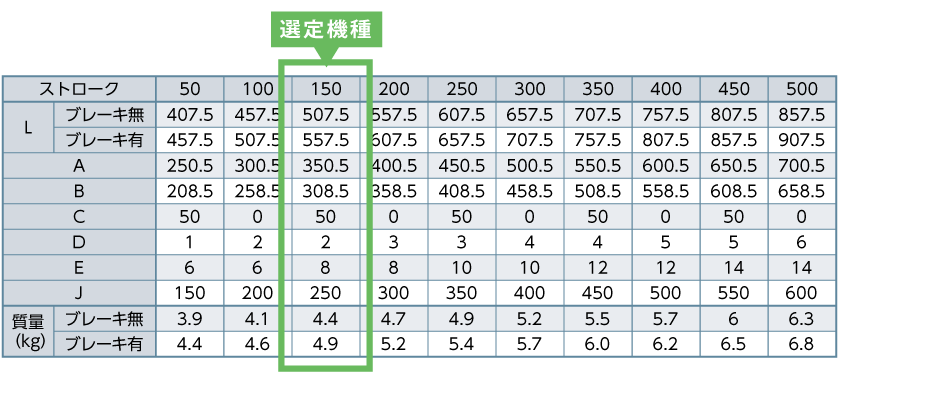 選定機種
ストローク 50 100 150 200 250 300 350 400 450 500
L ブレーキ無 407.5 457.5 507.5 557.5 607.5 657.5 707.5 757.5 807.5 857.5
ブレーキ有 457.5 507.5 557.5 607.5 657.5 707.5 757.5 807.5 857.5 907.5
A 250.5 300.5 350.5 400.5 450.5 500.5 550.5 600.5 650.5 700.5
B 208.5 258.5 308.5 358.5 408.5 458.5 508.5 558.5 608.5 658.5
C 50 0 50 0 50 0 50 0 50 0
D 1 2 2 3 3 4 4 5 5 6
E 6 6 8 8 10 10 12 12 14 14
J 150 200 250 300 350 400 450 500 550 600
質量(kg) ブレーキ無 3.9 4.1 4.4 4.7 4.9 5.2 5.5 5.7 6 6.3
ブレーキ有 4.4 4.6 4.9 5.2 5.4 5.7 6.0 6.2 6.5 6.8